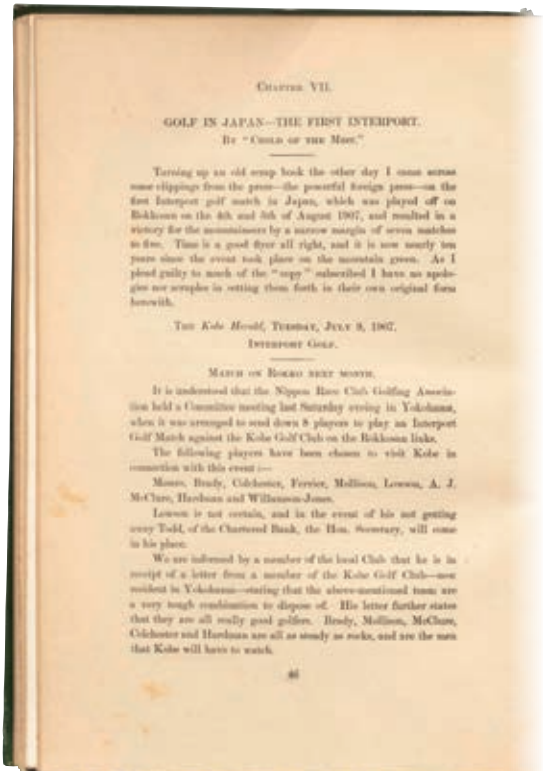 CHAPTER VII.
GOLF IN JAPAN—THE FIRST INTERPORT.
BY "CHILD OF THE MIST."
Turning up an old scrap book the other day I came across
some clippings from the press—the powerful foreign press—on the
first Interport golf match in Japan, which was played off on
Rokkosan on the 4th and 5th of August 1907, and resulted in a
victory for the mountaineers by a narrow margin of seven matches
to five. Time is a good flyer all right, and it is now nearly ten
years since the event took place on the mountain green. As I
plead guilty to much of the "copy" subscribed I have no apolo-
gies nor scruples in setting them forth in their own original form
herewith.
THE Kobe Herald, TUESDAY, JULY 9, 1907.
INTERPORT GOLF.
MATCH ON ROKKO NEXT MONTH.
It is understood that the Nippon Race Club Golfing Associa-
tion held a Committee meeting last Saturday evening in Yokohama,
when it was arranged to send down 8 players to play an Interport
Golf Match against the Kobe Golf Club on the Rokkosan links.
The following players have been chosen to visit Kobe in
connection with this event :—
Messrs. Brady, Colchester, Ferrier, Mollison, Lowson, A. J.
McClure, Hardman and Wilkinson-Jones.
Lowson is not certain, and in the event of his not getting
away Todd, of the Chartered Bank, the Hon. Secretary, will come
in his place.
We are informed by a member of the local Club that he is in
receipt of a letter from a member of the Kobe Golf Club—now
resident in Yokohama—stating that the above-mentioned team are
a very tough combination to dispose of. His letter further states
that they are all really good golfers. Brady, Mollison, McClure,
Colchester and Hardman are all as steady as rocks, and are the men
that Kobe will have to watch.
46